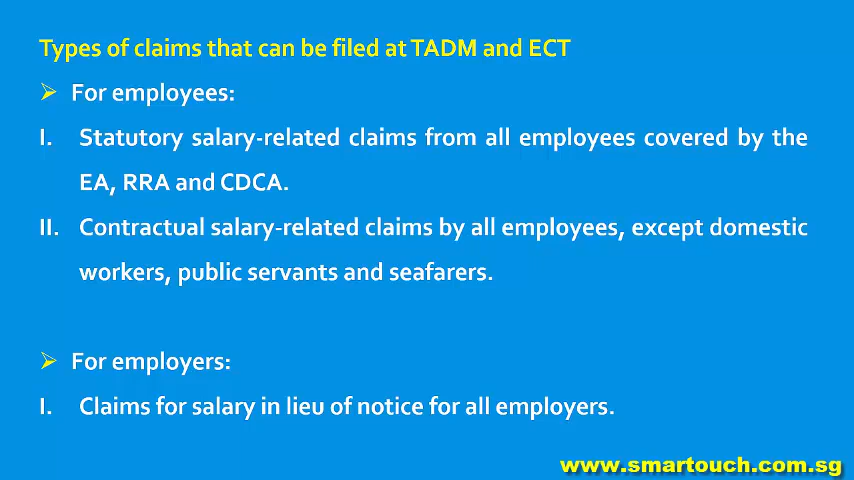 Types of claims that can be filed at TADM and ECT
➢ For employees:
I. Statutory salary-related claims from all employees covered by the
EA, RRA and CDCA.
II. Contractual salary-related claims by all employees, except domestic
workers, public servants and seafarers.
➢ For employers:
I. Claims for salary in lieu of notice for all employers.
www.smartouch.com.sg